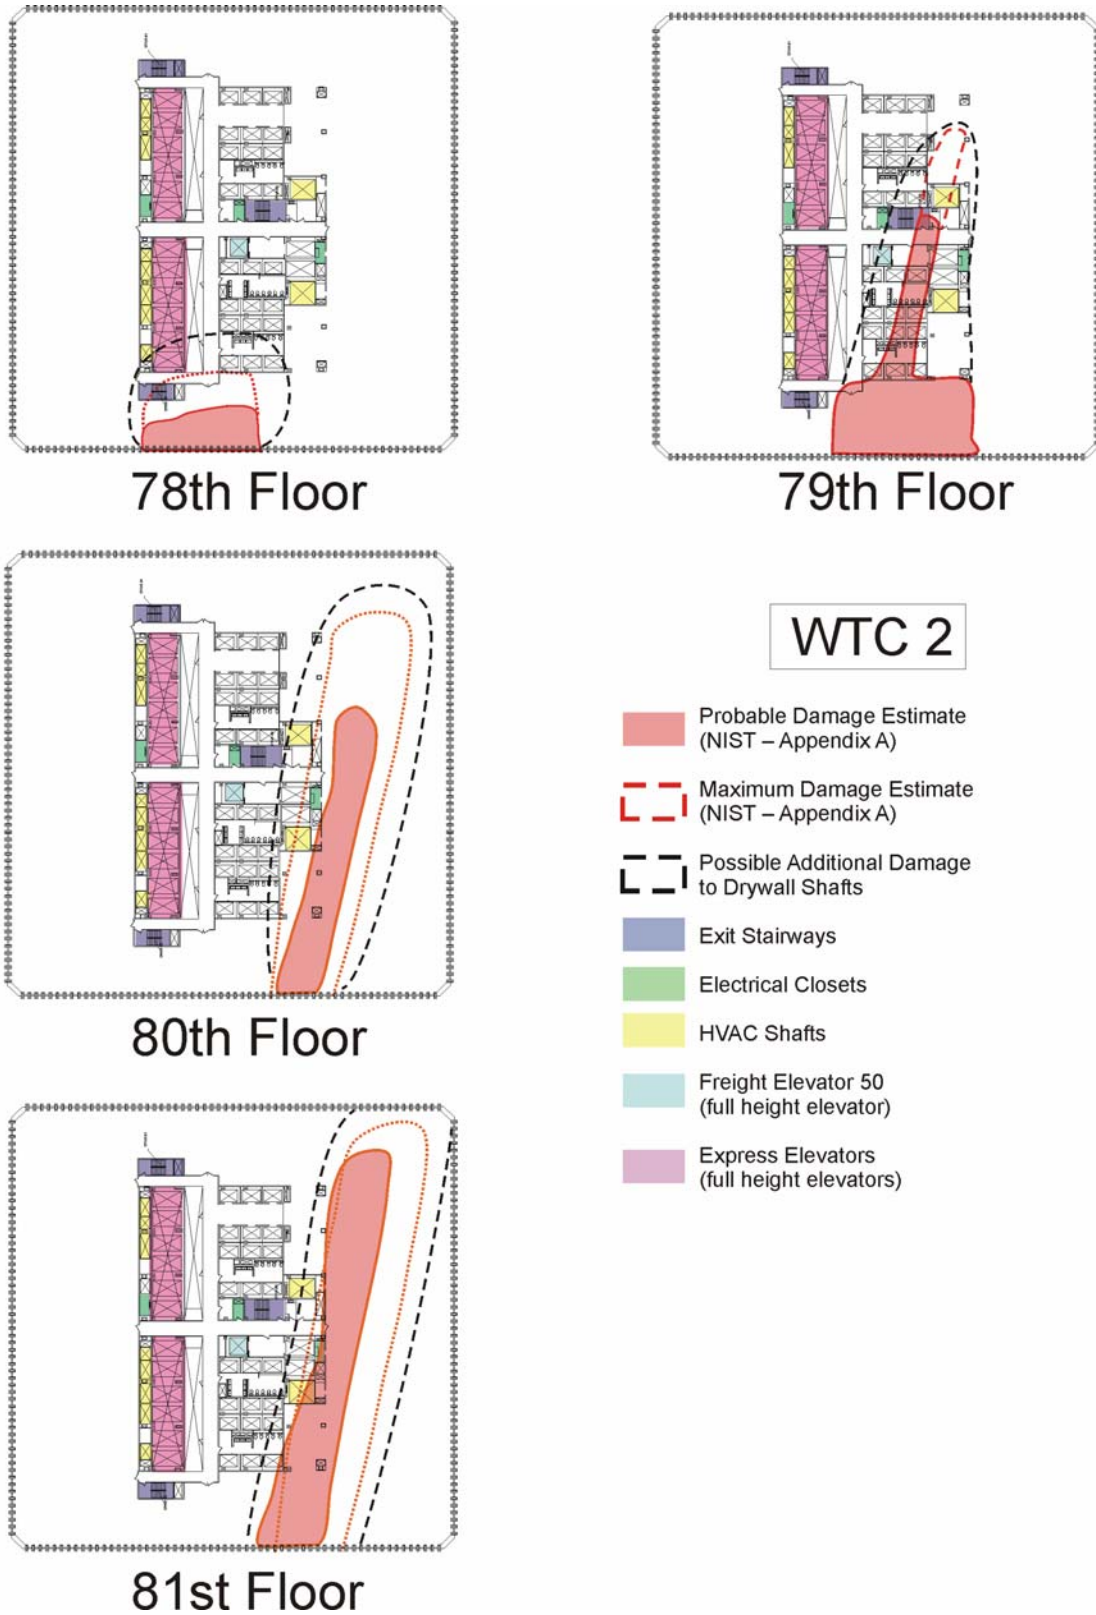 78th Floor
79th Floor
80th Floor
WTC 2
Probable Damage Estimate
(NIST – Appendix A)
Maximum Damage Estimate
(NIST – Appendix A)
Possible Additional Damage
to Drywall Shafts
Exit Stairways
Electrical Closets
HVAC Shafts
Freight Elevator 50
(full height elevator)
Express Elevators
(full height elevators)
81st Floor